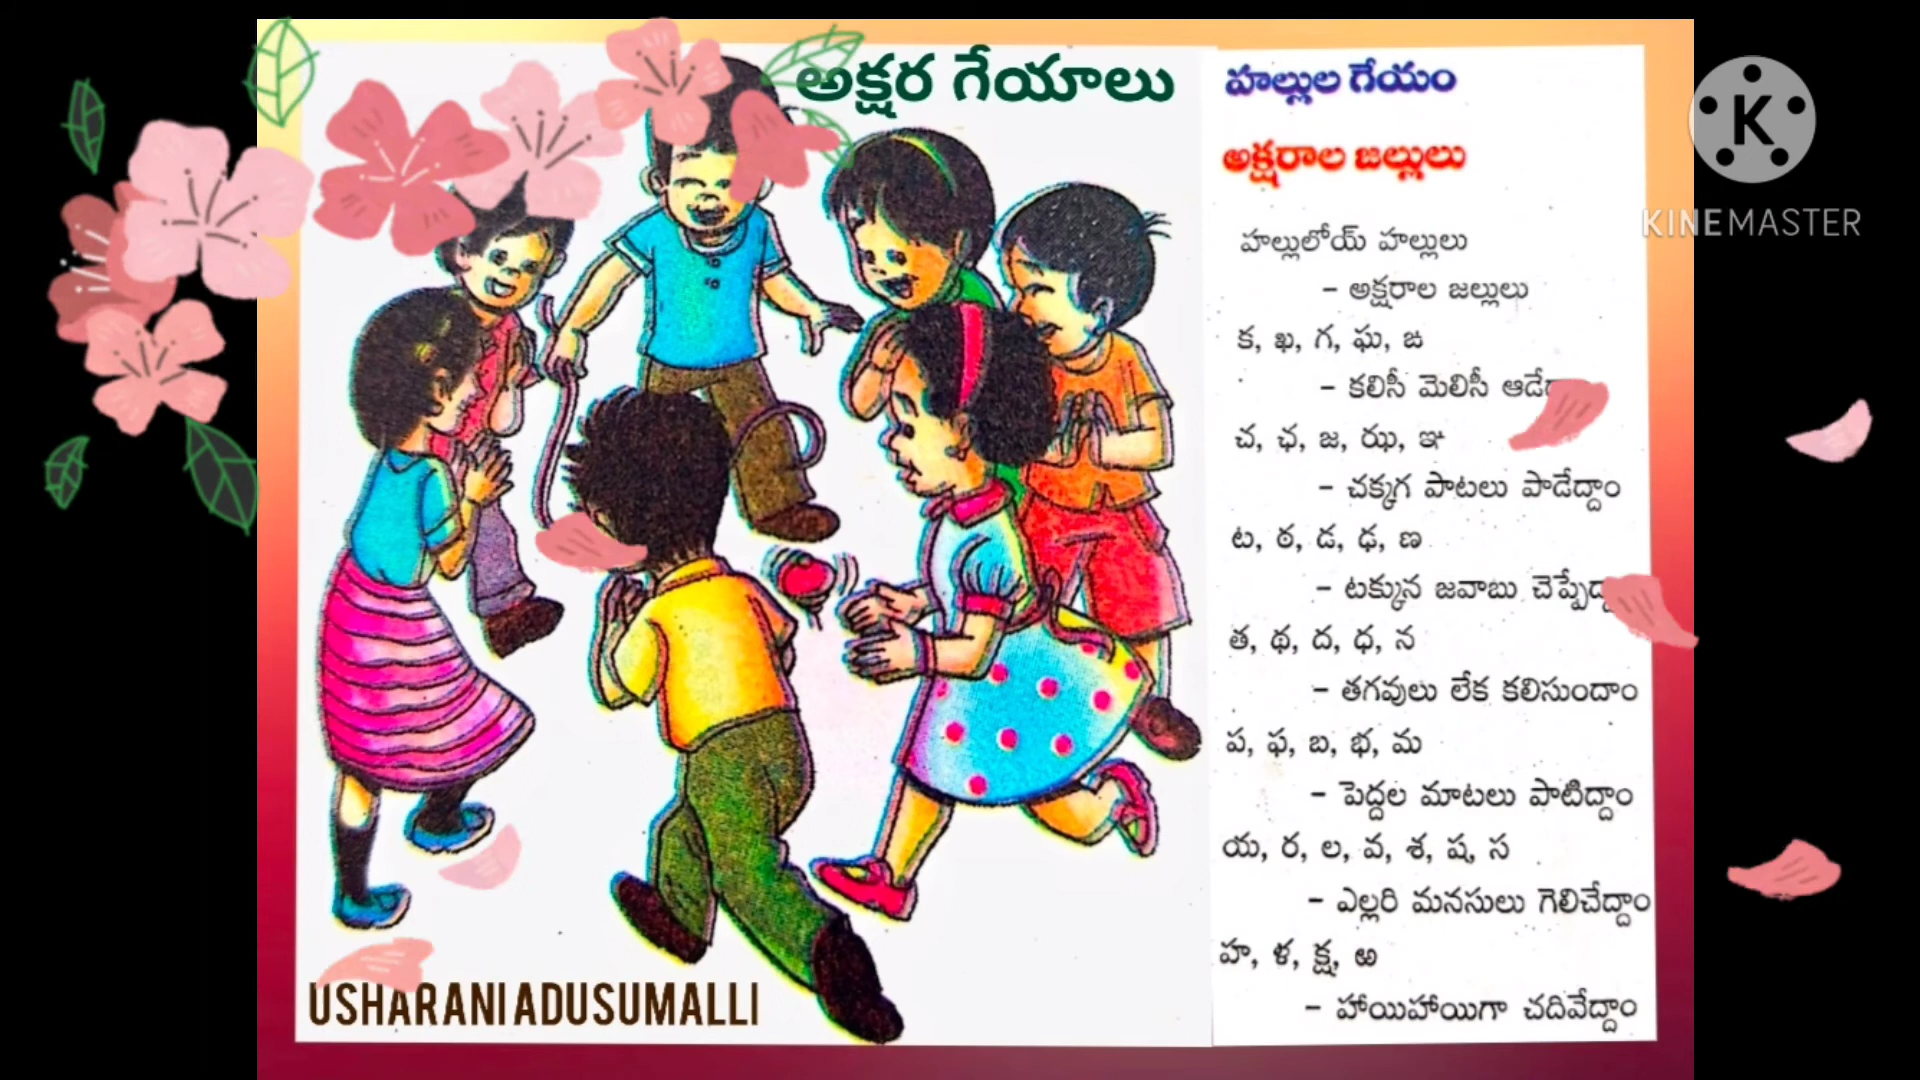 అక్షర గేయాలు
హల్లుల గేయం
అక్షరాల జల్లులు
హల్లులోయ్ హల్లులు
– అక్షరాల జల్లులు
క, ఖ, గ, ఘ, ఙ
– కలిసీ మెలిసీ
చ, ఛ, జ, ఝ, ఞ
– చక్కగ పాటలు పాడేద్దాం
ట, ఠ, డ, ఢ, ణ
– టక్కున జవాబు
త, థ, ద, ధ, న
– తగవులు లేక కలిసుందాం
ప, ఫ, బ, భ, మ
– పెద్దల మాటలు పాటిద్దాం
య, ర, ల, వ, శ, ష, స
– ఎల్లరి మనసులు గెలిచేద్దాం
హ, ళ, క్ష, ఱ
– హాయిహాయిగా చదివేద్దాం
USHARANI ADUSUMALLI
K
KINEMASTER